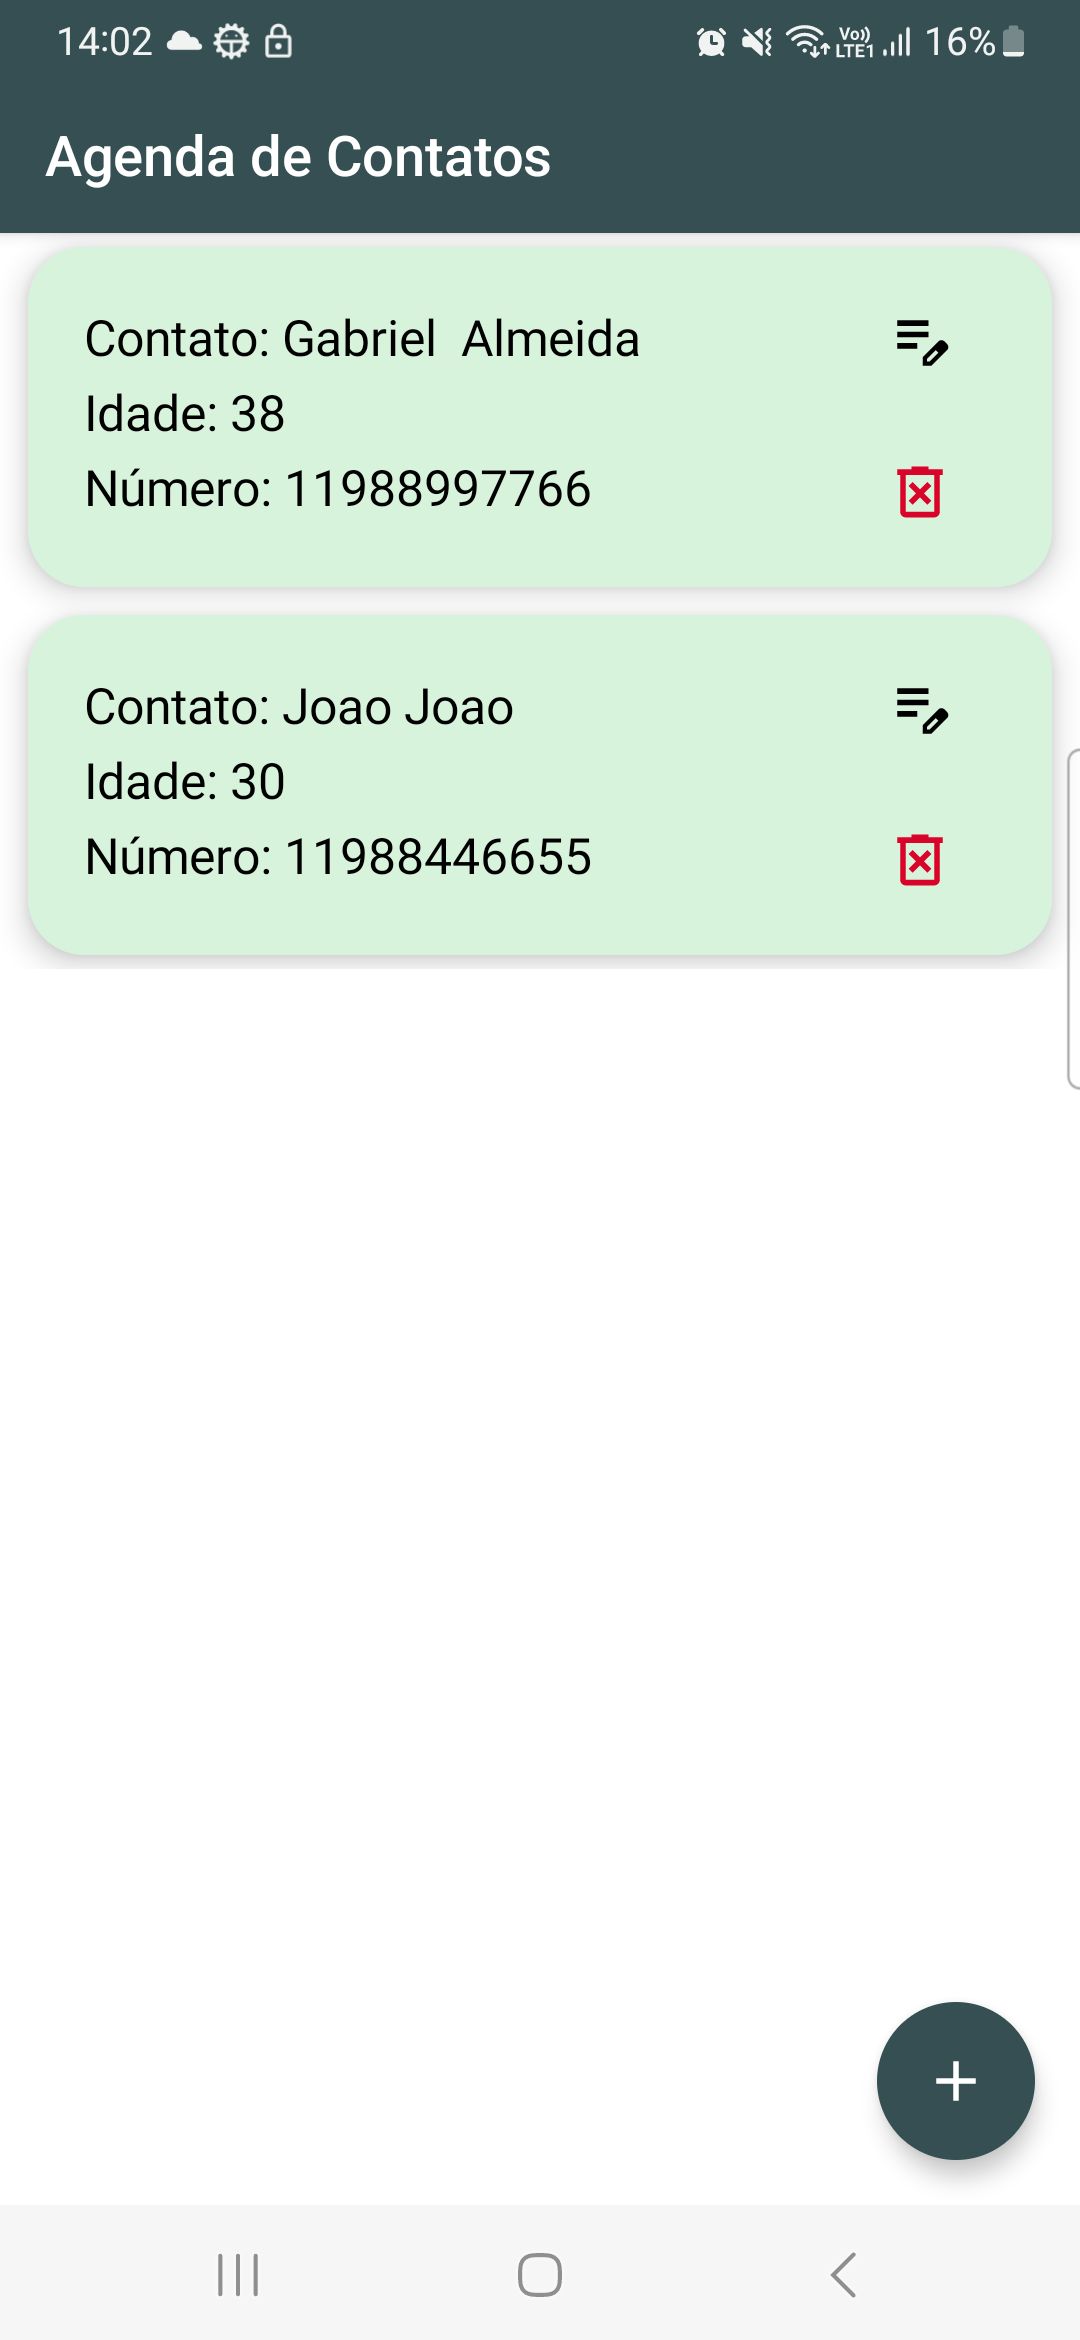 14:02
Vo)) LTE1 16%
Agenda de Contatos
Contato: Gabriel  Almeida
Idade: 38
Número: 11988997766
Contato: Joao Joao
Idade: 30
Número: 11988446655